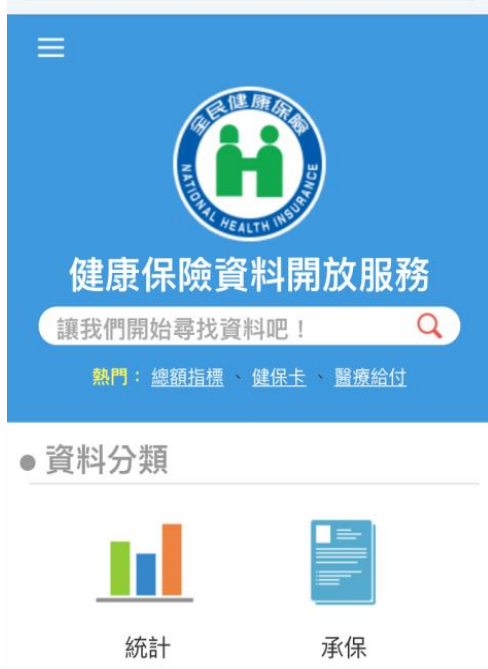 全民健康保險
NATIONAL HEALTH INSURANCE
健康保險資料開放服務
讓我們開始尋找資料吧！
熱門：總額指標、健保卡、醫療給付
● 資料分類
統計 承保